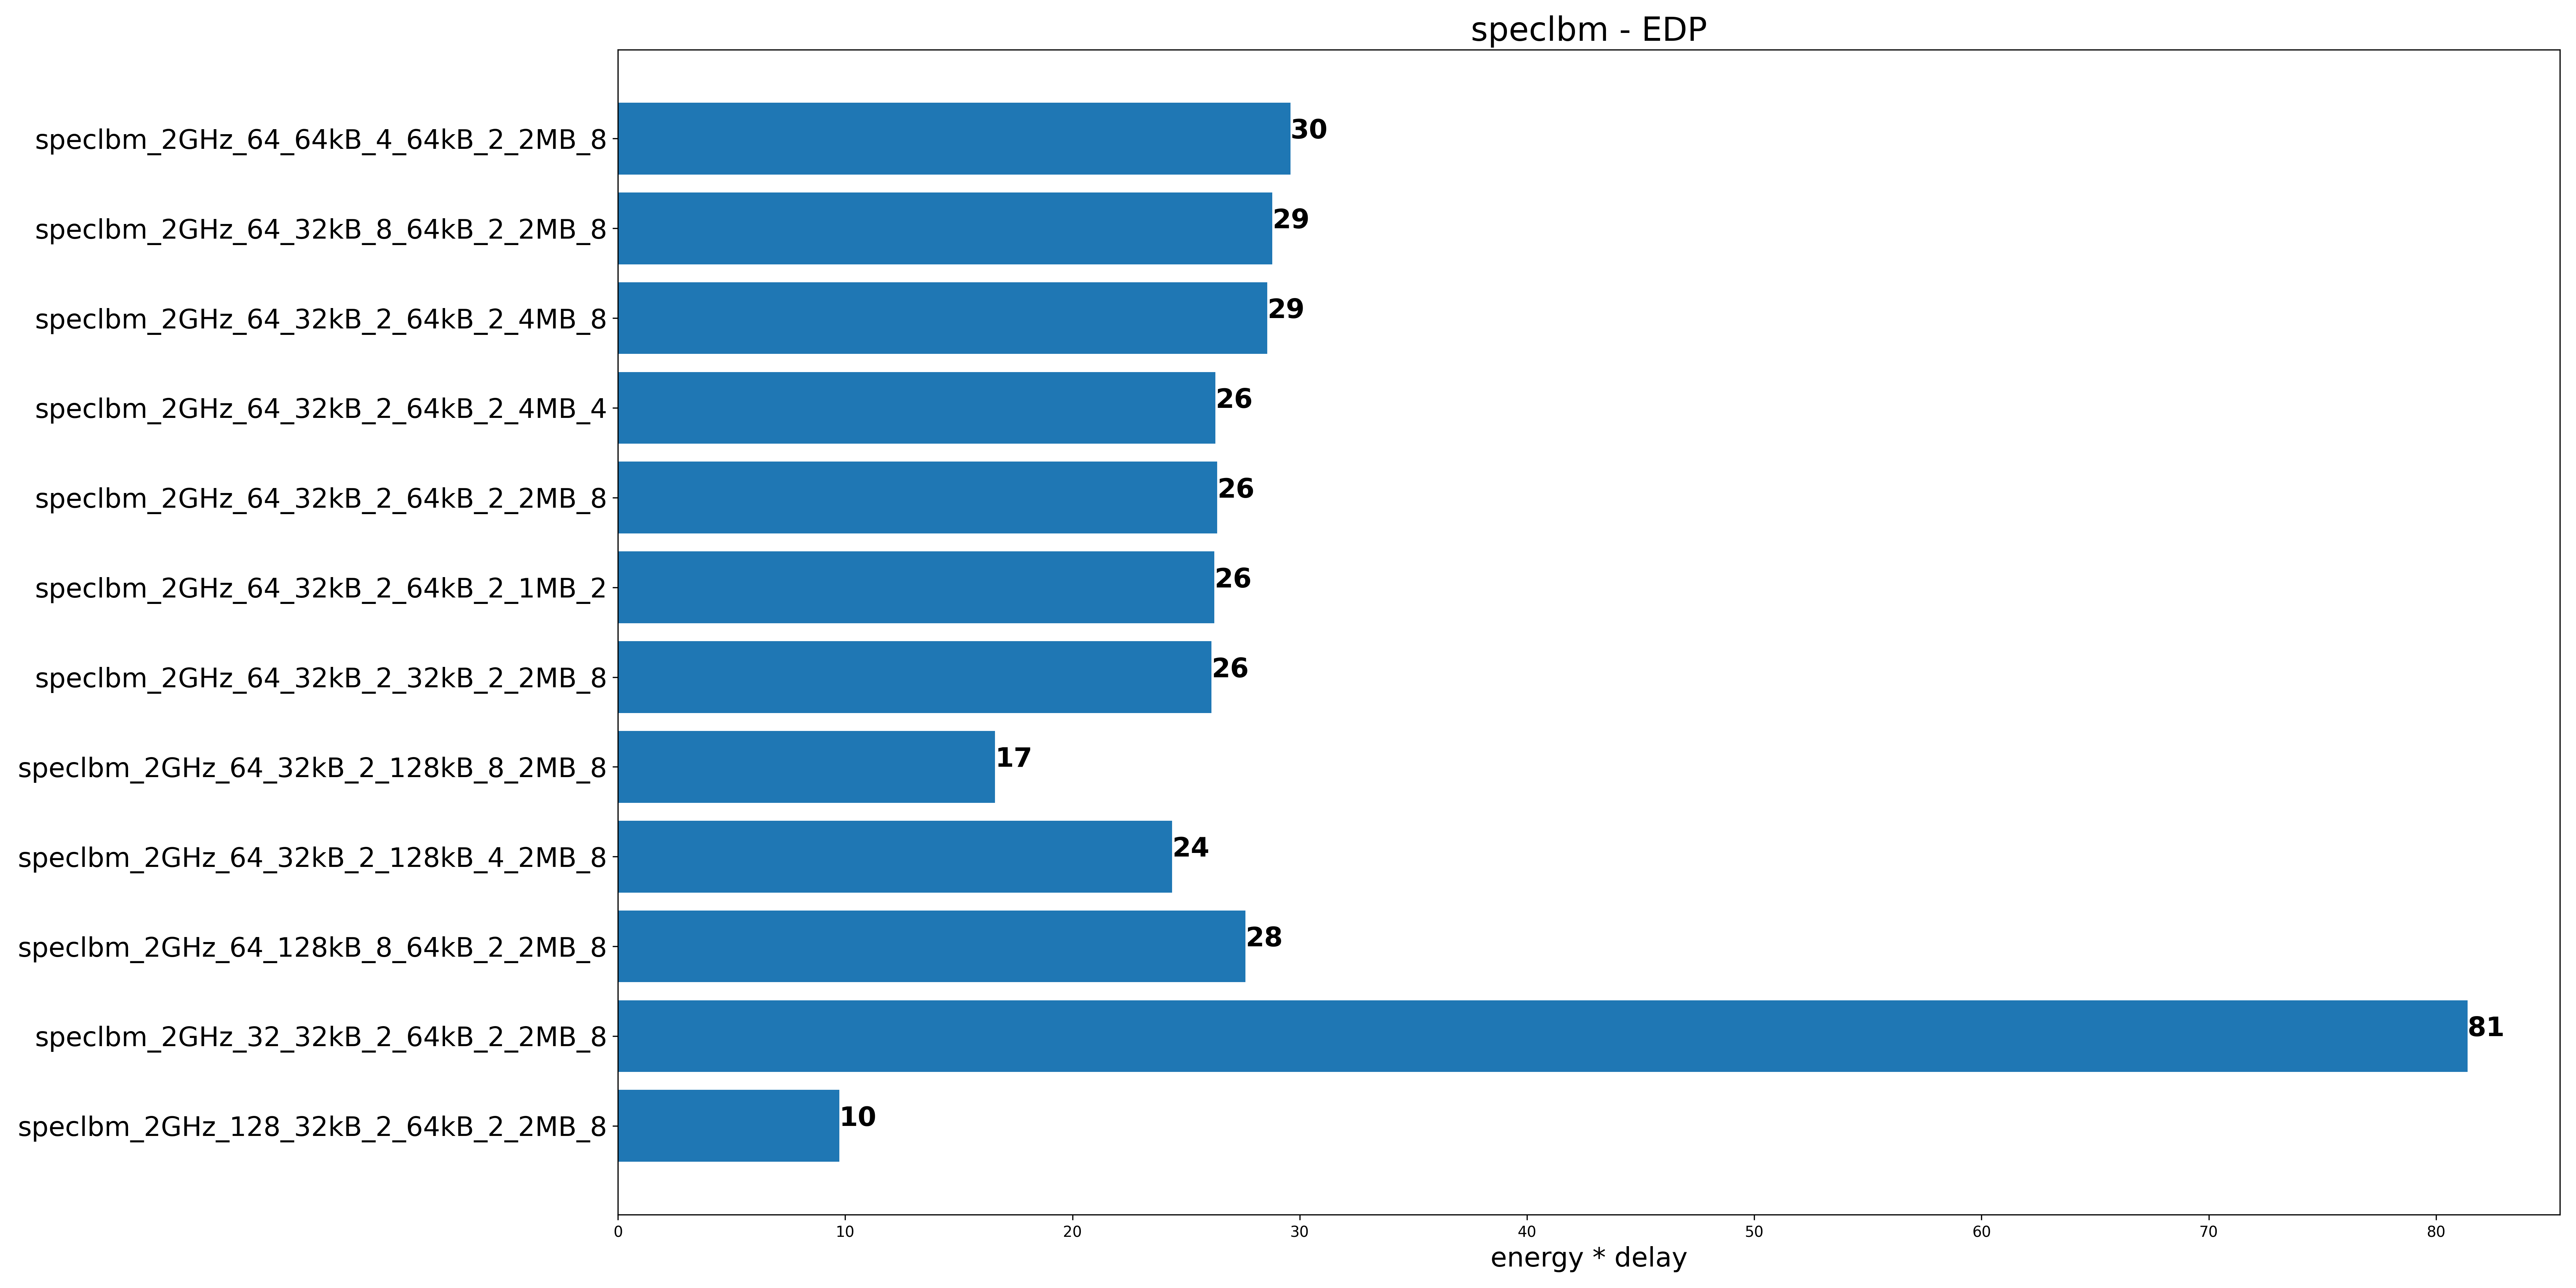 speclbm - EDP
speclbm_2GHz_64_64kB_4_64kB_2_2MB_8 30
speclbm_2GHz_64_32kB_8_64kB_2_2MB_8 29
speclbm_2GHz_64_32kB_2_64kB_2_4MB_8 29
speclbm_2GHz_64_32kB_2_64kB_2_4MB_4 26
speclbm_2GHz_64_32kB_2_64kB_2_2MB_8 26
speclbm_2GHz_64_32kB_2_64kB_2_1MB_2 26
speclbm_2GHz_64_32kB_2_32kB_2_2MB_8 26
speclbm_2GHz_64_32kB_2_128kB_8_2MB_8 17
speclbm_2GHz_64_32kB_2_128kB_4_2MB_8 24
speclbm_2GHz_64_128kB_8_64kB_2_2MB_8 28
speclbm_2GHz_32_32kB_2_64kB_2_2MB_8 81
speclbm_2GHz_128_32kB_2_64kB_2_2MB_8 10
0 10 20 30 40 50 60 70 80
energy * delay